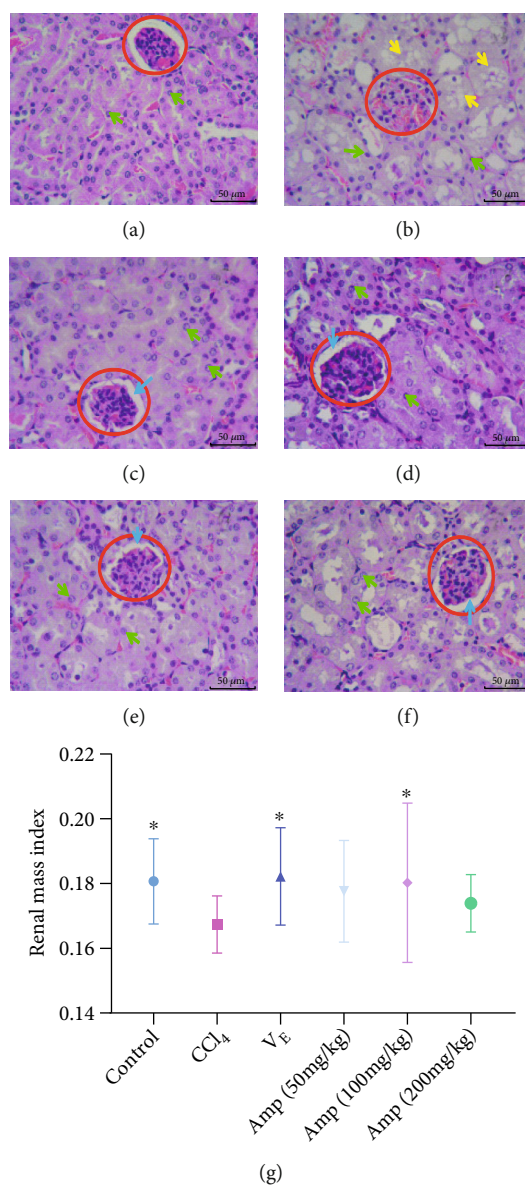 50 μm
50 μm
(a)
(b)
50 μm
50 μm
(c)
(d)
50 μm
50 μm
(e)
(f)
0.22
0.20
0.18
0.16
0.14
Renal mass index
*
*
*
Control
CCl₄
V_E
Amp (50mg/kg)
Amp (100mg/kg)
Amp (200mg/kg)
(g)